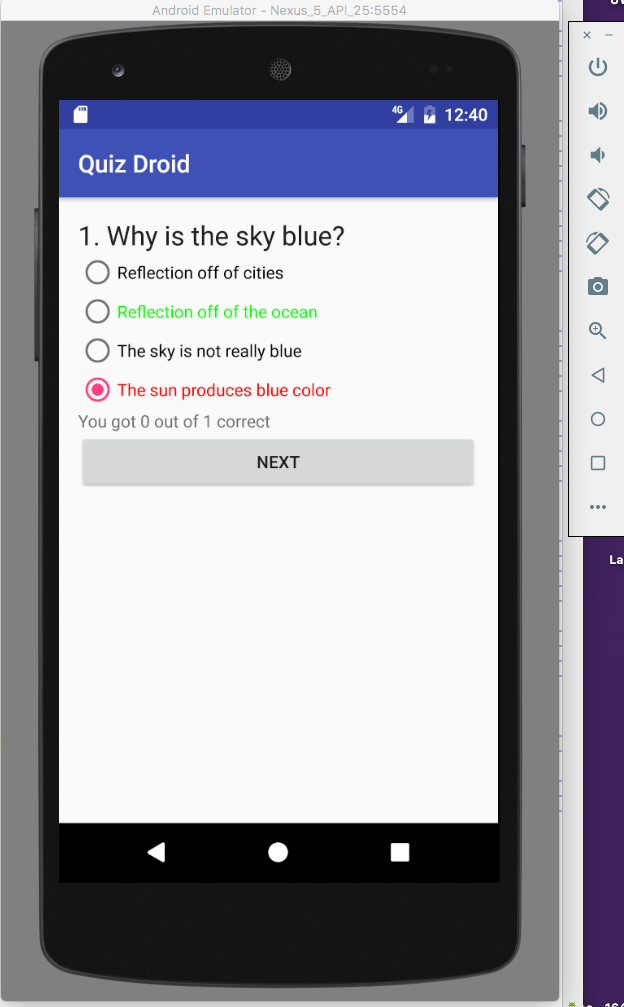 Android Emulator - Nexus_5_API_25:5554
4G 12:40
Quiz Droid
1. Why is the sky blue?
Reflection off of cities
Reflection off of the ocean
The sky is not really blue
The sun produces blue color
You got 0 out of 1 correct
NEXT
La